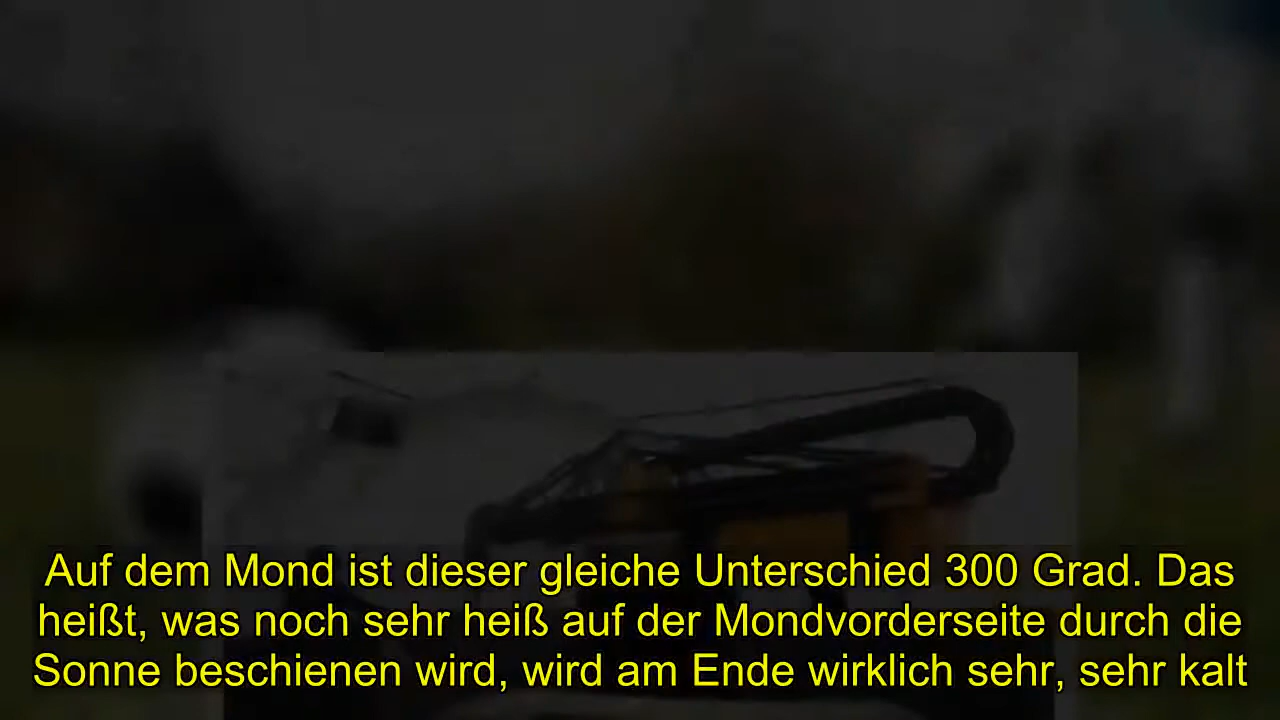 Auf dem Mond ist dieser gleiche Unterschied 300 Grad. Das
heißt, was noch sehr heiß auf der Mondvorderseite durch die
Sonne beschienen wird, wird am Ende wirklich sehr, sehr kalt